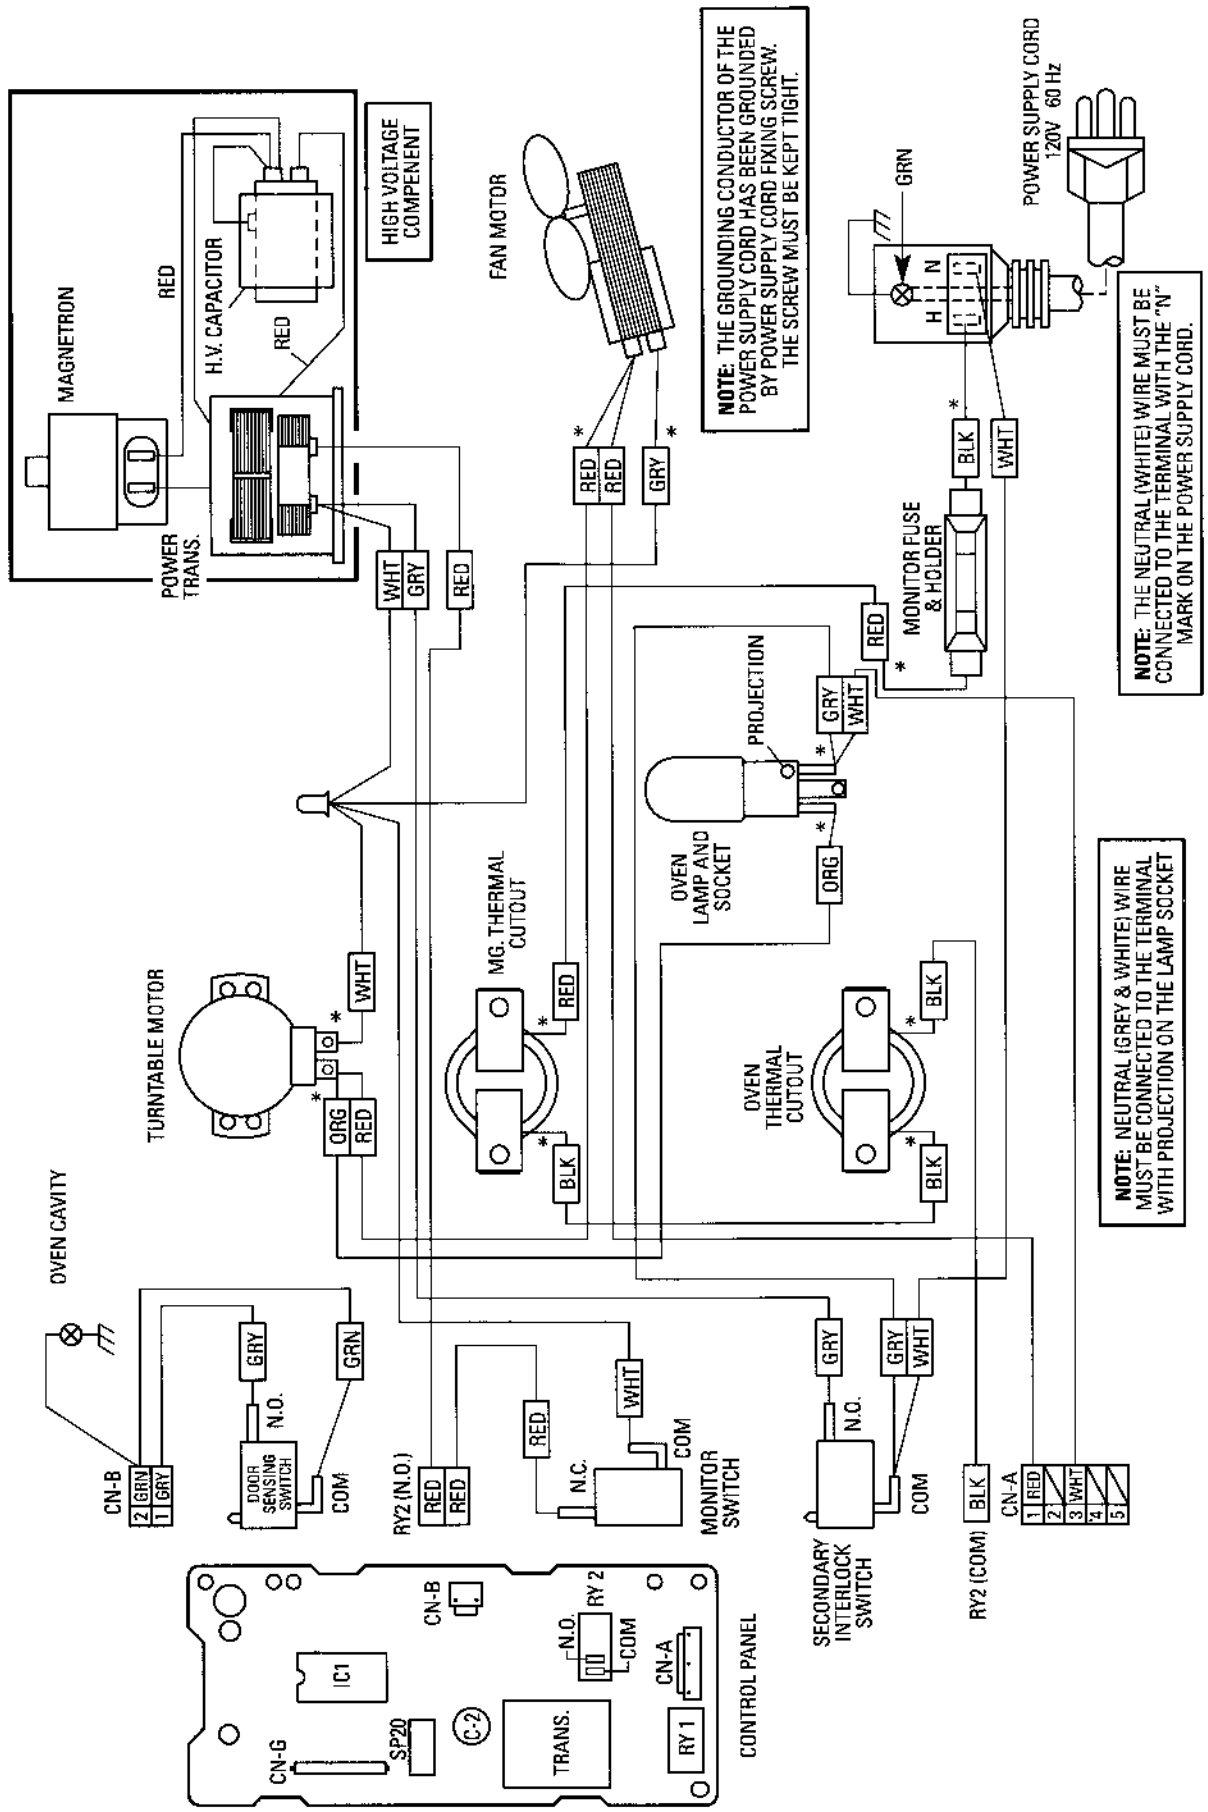 OVEN CAVITY
TURNTABLE MOTOR
MAGNETRON
RED
H.V. CAPACITOR
RED
POWER
TRANS.
HIGH VOLTAGE
COMPENENT
WHT
GRY
RED
FAN MOTOR
*
RED
RED
GRY
*
NOTE: THE GROUNDING CONDUCTOR OF THE
POWER SUPPLY CORD HAS BEEN GROUNDED
BY POWER SUPPLY CORD FIXING SCREW.
THE SCREW MUST BE KEPT TIGHT.
CN-B
2 GRN
1 GRY
DOOR
SENSING
SWITCH
N.O.
COM
GRY
GRN
*
ORG
RED
*
WHT
RY2 (N.O.)
RED
RED
RED
N.C.
WHT
COM
MONITOR
SWITCH
MG. THERMAL
CUTOUT
*
BLK
*
RED
OVEN
LAMP AND
SOCKET
PROJECTION
*
ORG
*
GRY
WHT
RED
*
MONITOR FUSE
& HOLDER
BLK
*
WHT
H N
GRN
POWER SUPPLY CORD
120V 60 Hz
OVEN
THERMAL
CUTOUT
*
BLK
*
BLK
SECONDARY
INTERLOCK
SWITCH
N.O.
COM
GRY
GRY
WHT
RY2 (COM)
BLK
CN-A
1 RED
2
3 WHT
4
5
NOTE: NEUTRAL (GREY & WHITE) WIRE
MUST BE CONNECTED TO THE TERMINAL
WITH PROJECTION ON THE LAMP SOCKET
NOTE: THE NEUTRAL (WHITE) WIRE MUST BE
CONNECTED TO THE TERMINAL WITH THE "N"
MARK ON THE POWER SUPPLY CORD.
CN-G
IC1
SP20
C-2
CN-B
TRANS.
N.O.
RY 2
COM
CN-A
RY 1
CONTROL PANEL